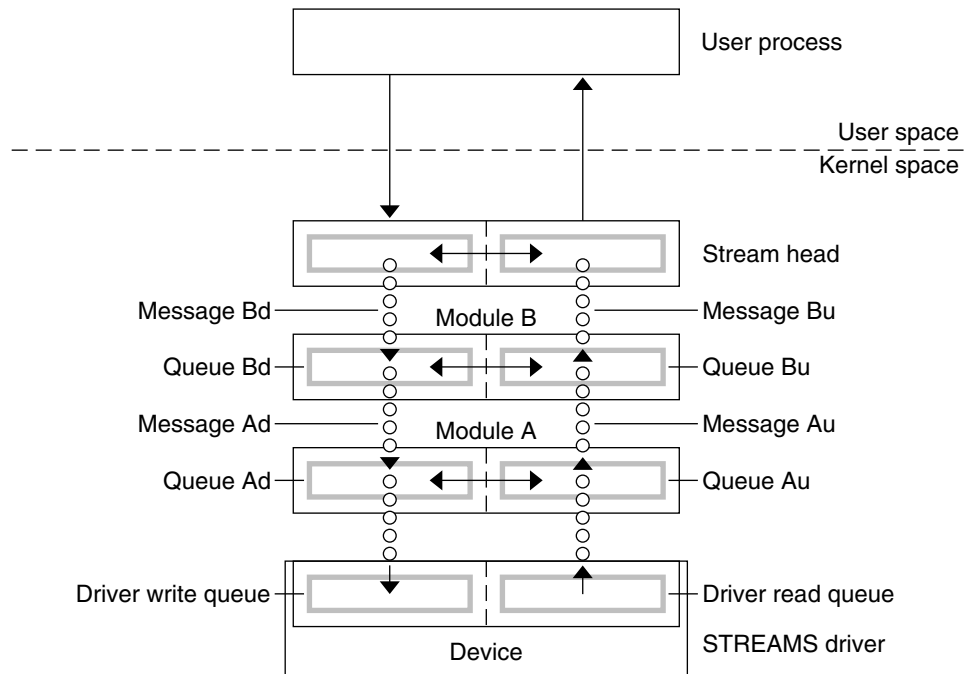 User process
User space
Kernel space
Stream head
Message Bd
Module B
Message Bu
Queue Bd
Queue Bu
Message Ad
Module A
Message Au
Queue Ad
Queue Au
Driver write queue
Driver read queue
Device
STREAMS driver